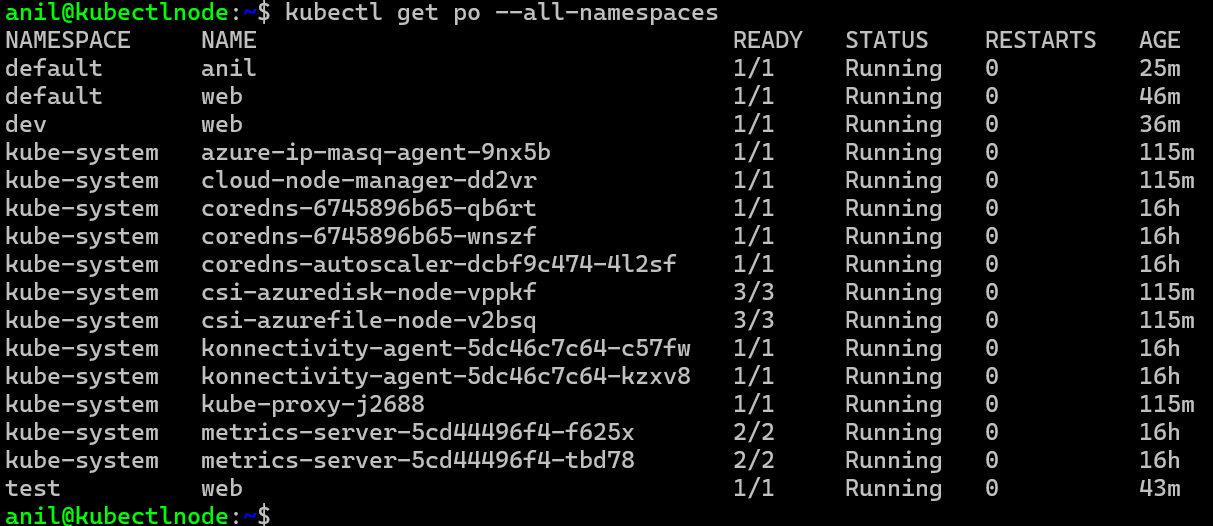 anil@kubectlnode:~$ kubectl get po --all-namespaces
NAMESPACE     NAME                                  READY   STATUS    RESTARTS   AGE
default       anil                                  1/1     Running   0          25m
default       web                                   1/1     Running   0          46m
dev           web                                   1/1     Running   0          36m
kube-system   azure-ip-masq-agent-9nx5b             1/1     Running   0          115m
kube-system   cloud-node-manager-dd2vr              1/1     Running   0          115m
kube-system   coredns-6745896b65-qb6rt              1/1     Running   0          16h
kube-system   coredns-6745896b65-wnszf              1/1     Running   0          16h
kube-system   coredns-autoscaler-dcbf9c474-4l2sf    1/1     Running   0          16h
kube-system   csi-azuredisk-node-vppkf              3/3     Running   0          115m
kube-system   csi-azurefile-node-v2bsq              3/3     Running   0          115m
kube-system   konnectivity-agent-5dc46c7c64-c57fw   1/1     Running   0          16h
kube-system   konnectivity-agent-5dc46c7c64-kzxv8   1/1     Running   0          16h
kube-system   kube-proxy-j2688                      1/1     Running   0          115m
kube-system   metrics-server-5cd44496f4-f625x       2/2     Running   0          16h
kube-system   metrics-server-5cd44496f4-tbd78       2/2     Running   0          16h
test          web                                   1/1     Running   0          43m
anil@kubectlnode:~$